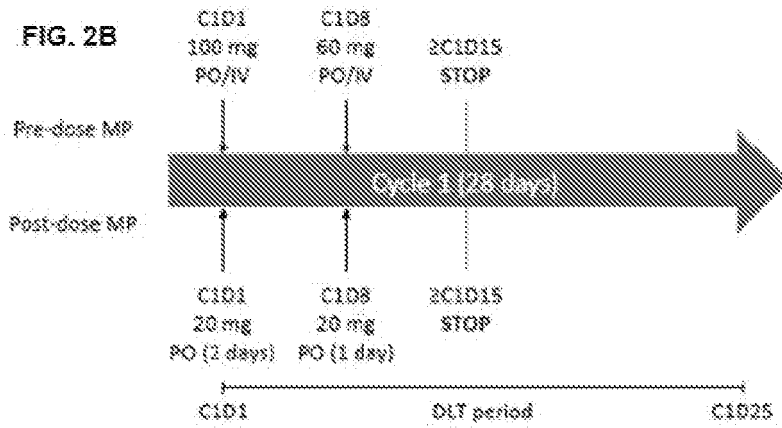 FIG. 2B
C1D1
100 mg
PO/IV
C1D8
60 mg
PO/IV
2C1D15
STOP
Pre-dose MP
Cycle 1 (28 days)
Post-dose MP
C1D1
20 mg
PO (2 days)
C1D8
20 mg
PO (1 day)
2C1D15
STOP
C1D1
DLT period
C1D25